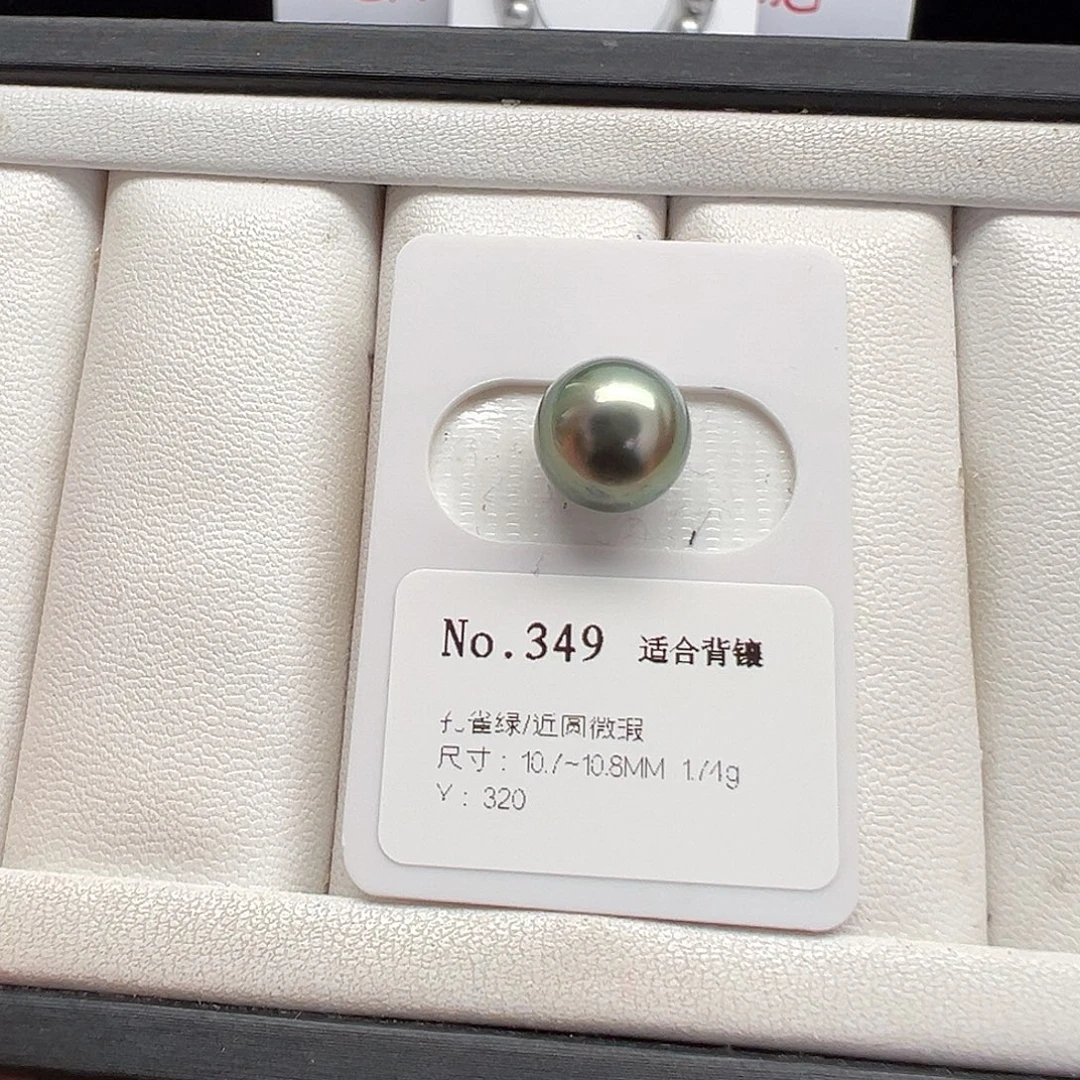 No.349 适合背镶
孔雀绿/近圆微瑕
尺寸：10.7~10.8MM 1.74g
Y：320